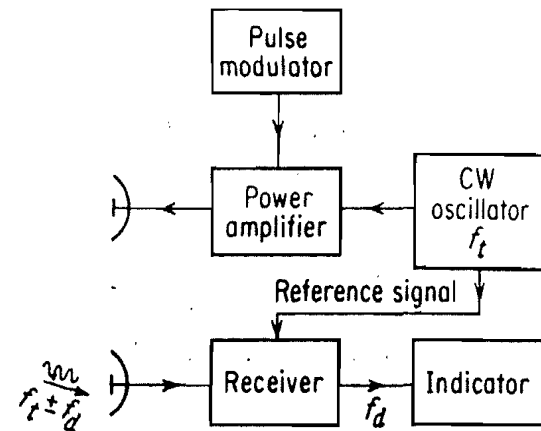 Pulse
modulator
Power
amplifier
CW
oscillator
f_t
Reference signal
f_t ± f_d
Receiver
f_d
Indicator